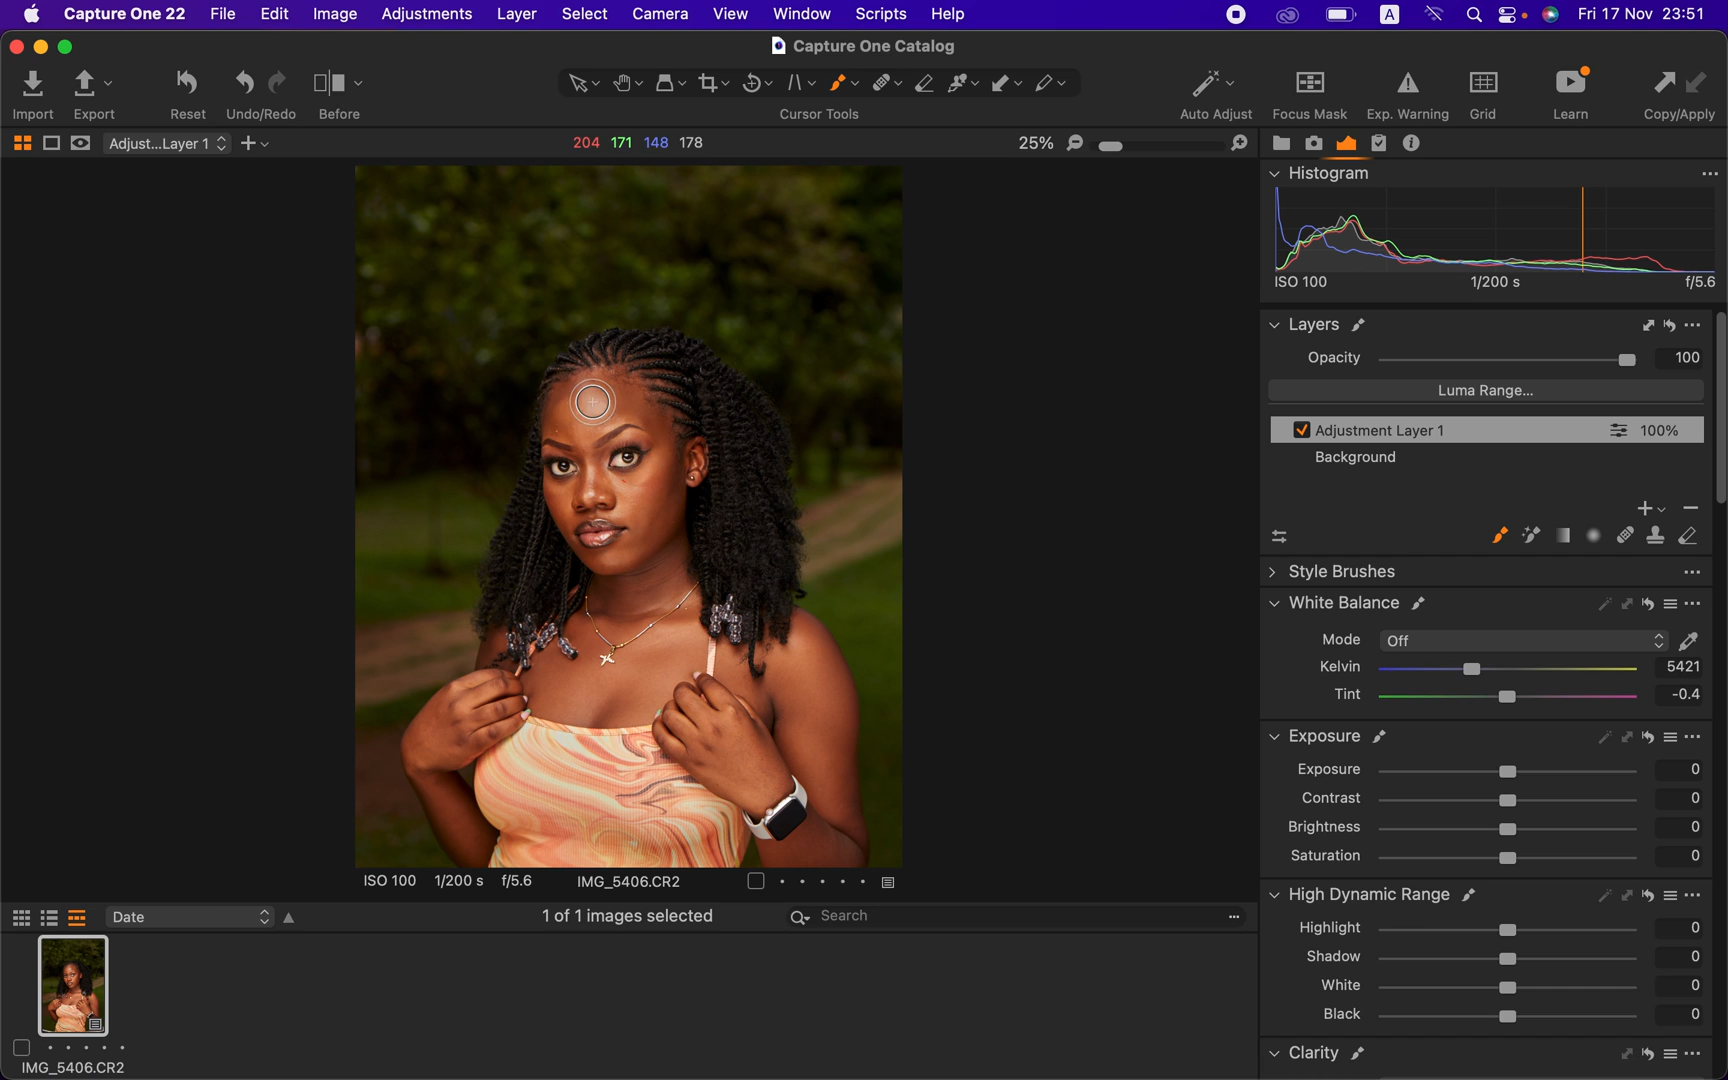 Capture One 22 File Edit Image Adjustments Layer Select Camera View Window Scripts Help A Fri 17 Nov 23:51
Capture One Catalog
Import Export Reset Undo/Redo Before Cursor Tools Auto Adjust Focus Mask Exp. Warning Grid Learn Copy/Apply
Adjust...Layer 1 204 171 148 178 25%
Histogram
ISO 100 1/200 s f/5.6
Layers
Opacity 100
Luma Range...
Adjustment Layer 1 100%
Background
Style Brushes
White Balance
Mode Off
Kelvin 5421
Tint -0.4
Exposure
Exposure 0
Contrast 0
Brightness 0
Saturation 0
High Dynamic Range
Highlight 0
Shadow 0
White 0
Black 0
Clarity
ISO 100 1/200 s f/5.6 IMG_5406.CR2
Date 1 of 1 images selected Search
IMG_5406.CR2